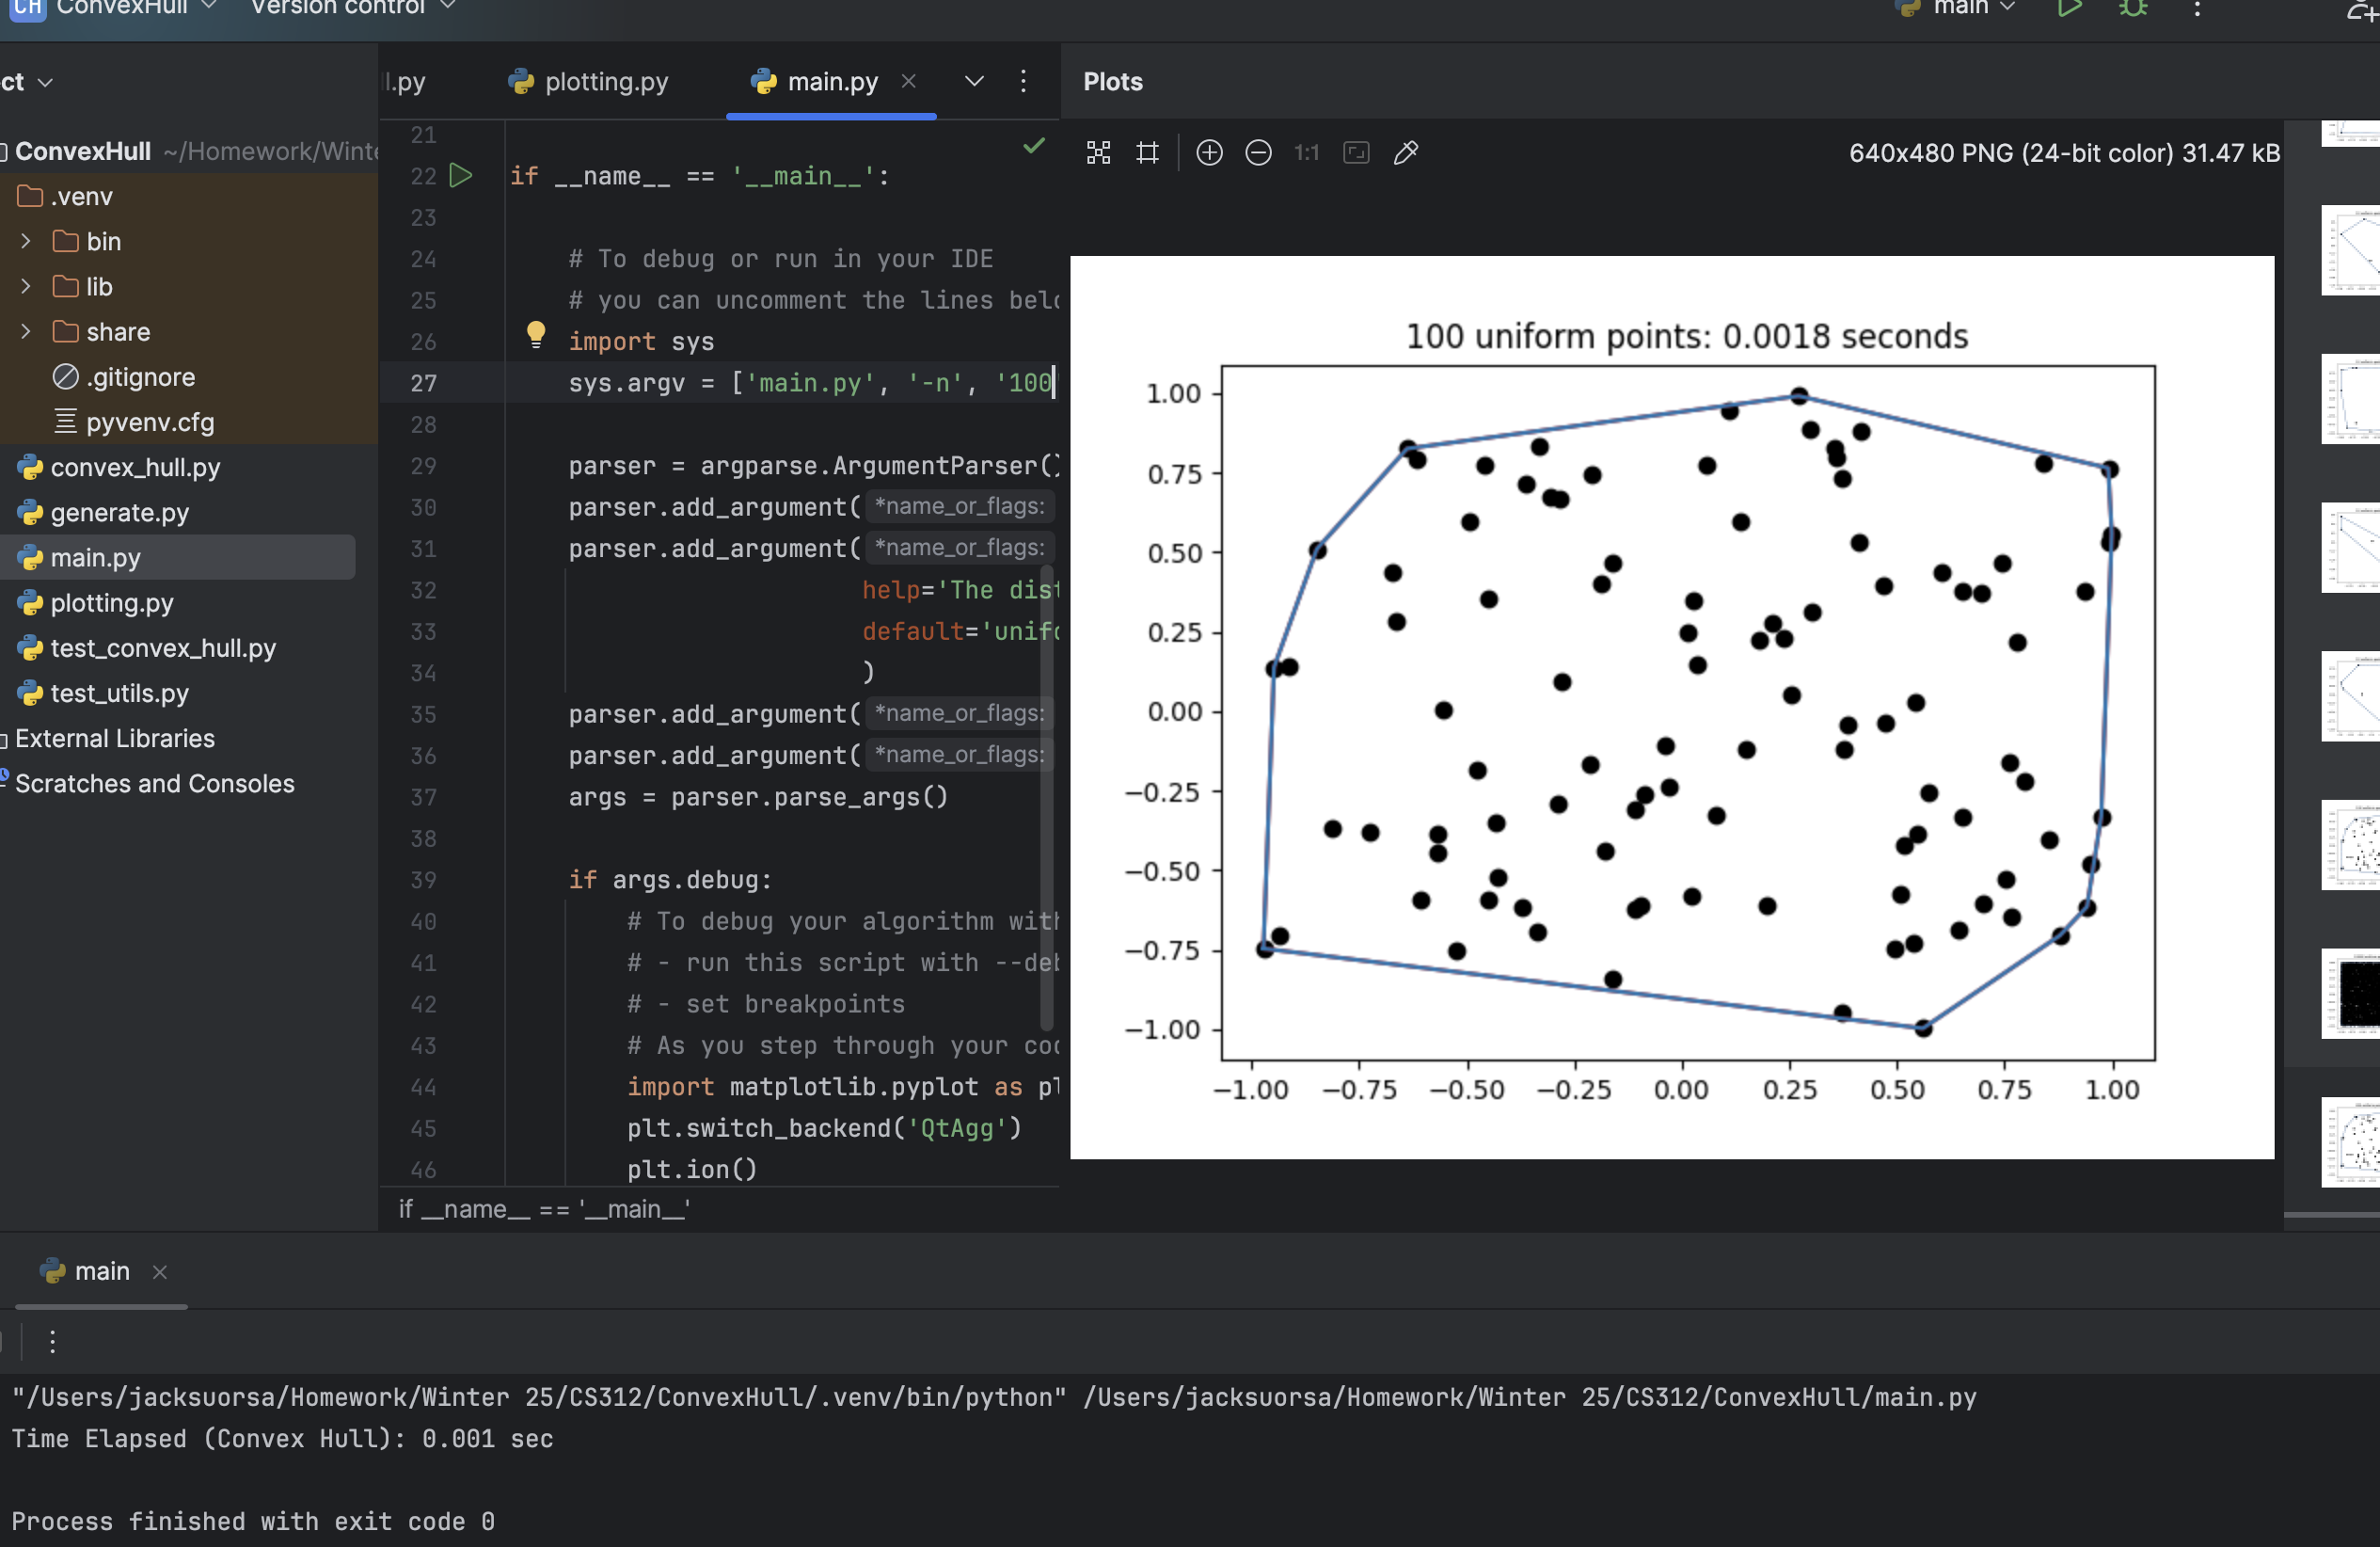 CH ConvexHull Version control main
ct
l.py plotting.py main.py
ConvexHull ~/Homework/Winte
.venv
bin
lib
share
.gitignore
pyvenv.cfg
convex_hull.py
generate.py
main.py
plotting.py
test_convex_hull.py
test_utils.py
External Libraries
Scratches and Consoles
21
22 if __name__ == '__main__':
23
24 # To debug or run in your IDE
25 # you can uncomment the lines belo
26 import sys
27 sys.argv = ['main.py', '-n', '100
28
29 parser = argparse.ArgumentParser()
30 parser.add_argument( *name_or_flags:
31 parser.add_argument( *name_or_flags:
32 help='The dist
33 default='unifo
34 )
35 parser.add_argument( *name_or_flags:
36 parser.add_argument( *name_or_flags:
37 args = parser.parse_args()
38
39 if args.debug:
40 # To debug your algorithm with
41 # - run this script with --deb
42 # - set breakpoints
43 # As you step through your cod
44 import matplotlib.pyplot as pl
45 plt.switch_backend('QtAgg')
46 plt.ion()
if __name__ == '__main__'
Plots
1:1
640x480 PNG (24-bit color) 31.47 kB
100 uniform points: 0.0018 seconds
1.00
0.75
0.50
0.25
0.00
−0.25
−0.50
−0.75
−1.00
−1.00 −0.75 −0.50 −0.25 0.00 0.25 0.50 0.75 1.00
main
"/Users/jacksuorsa/Homework/Winter 25/CS312/ConvexHull/.venv/bin/python" /Users/jacksuorsa/Homework/Winter 25/CS312/ConvexHull/main.py
Time Elapsed (Convex Hull): 0.001 sec
Process finished with exit code 0